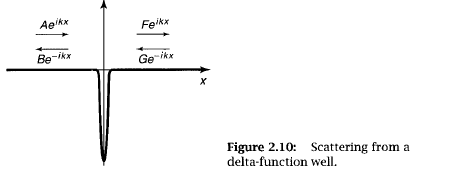 Ae^{ikx}
Fe^{ikx}
Be^{-ikx}
Ge^{-ikx}
x
Figure 2.10: Scattering from a
delta-function well.